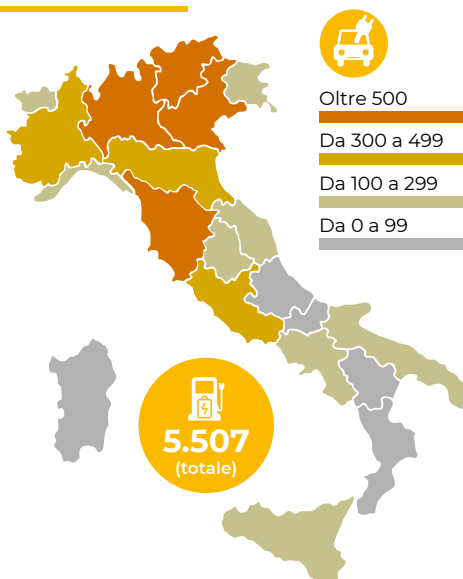 Oltre 500
Da 300 a 499
Da 100 a 299
Da 0 a 99
5.507
(totale)